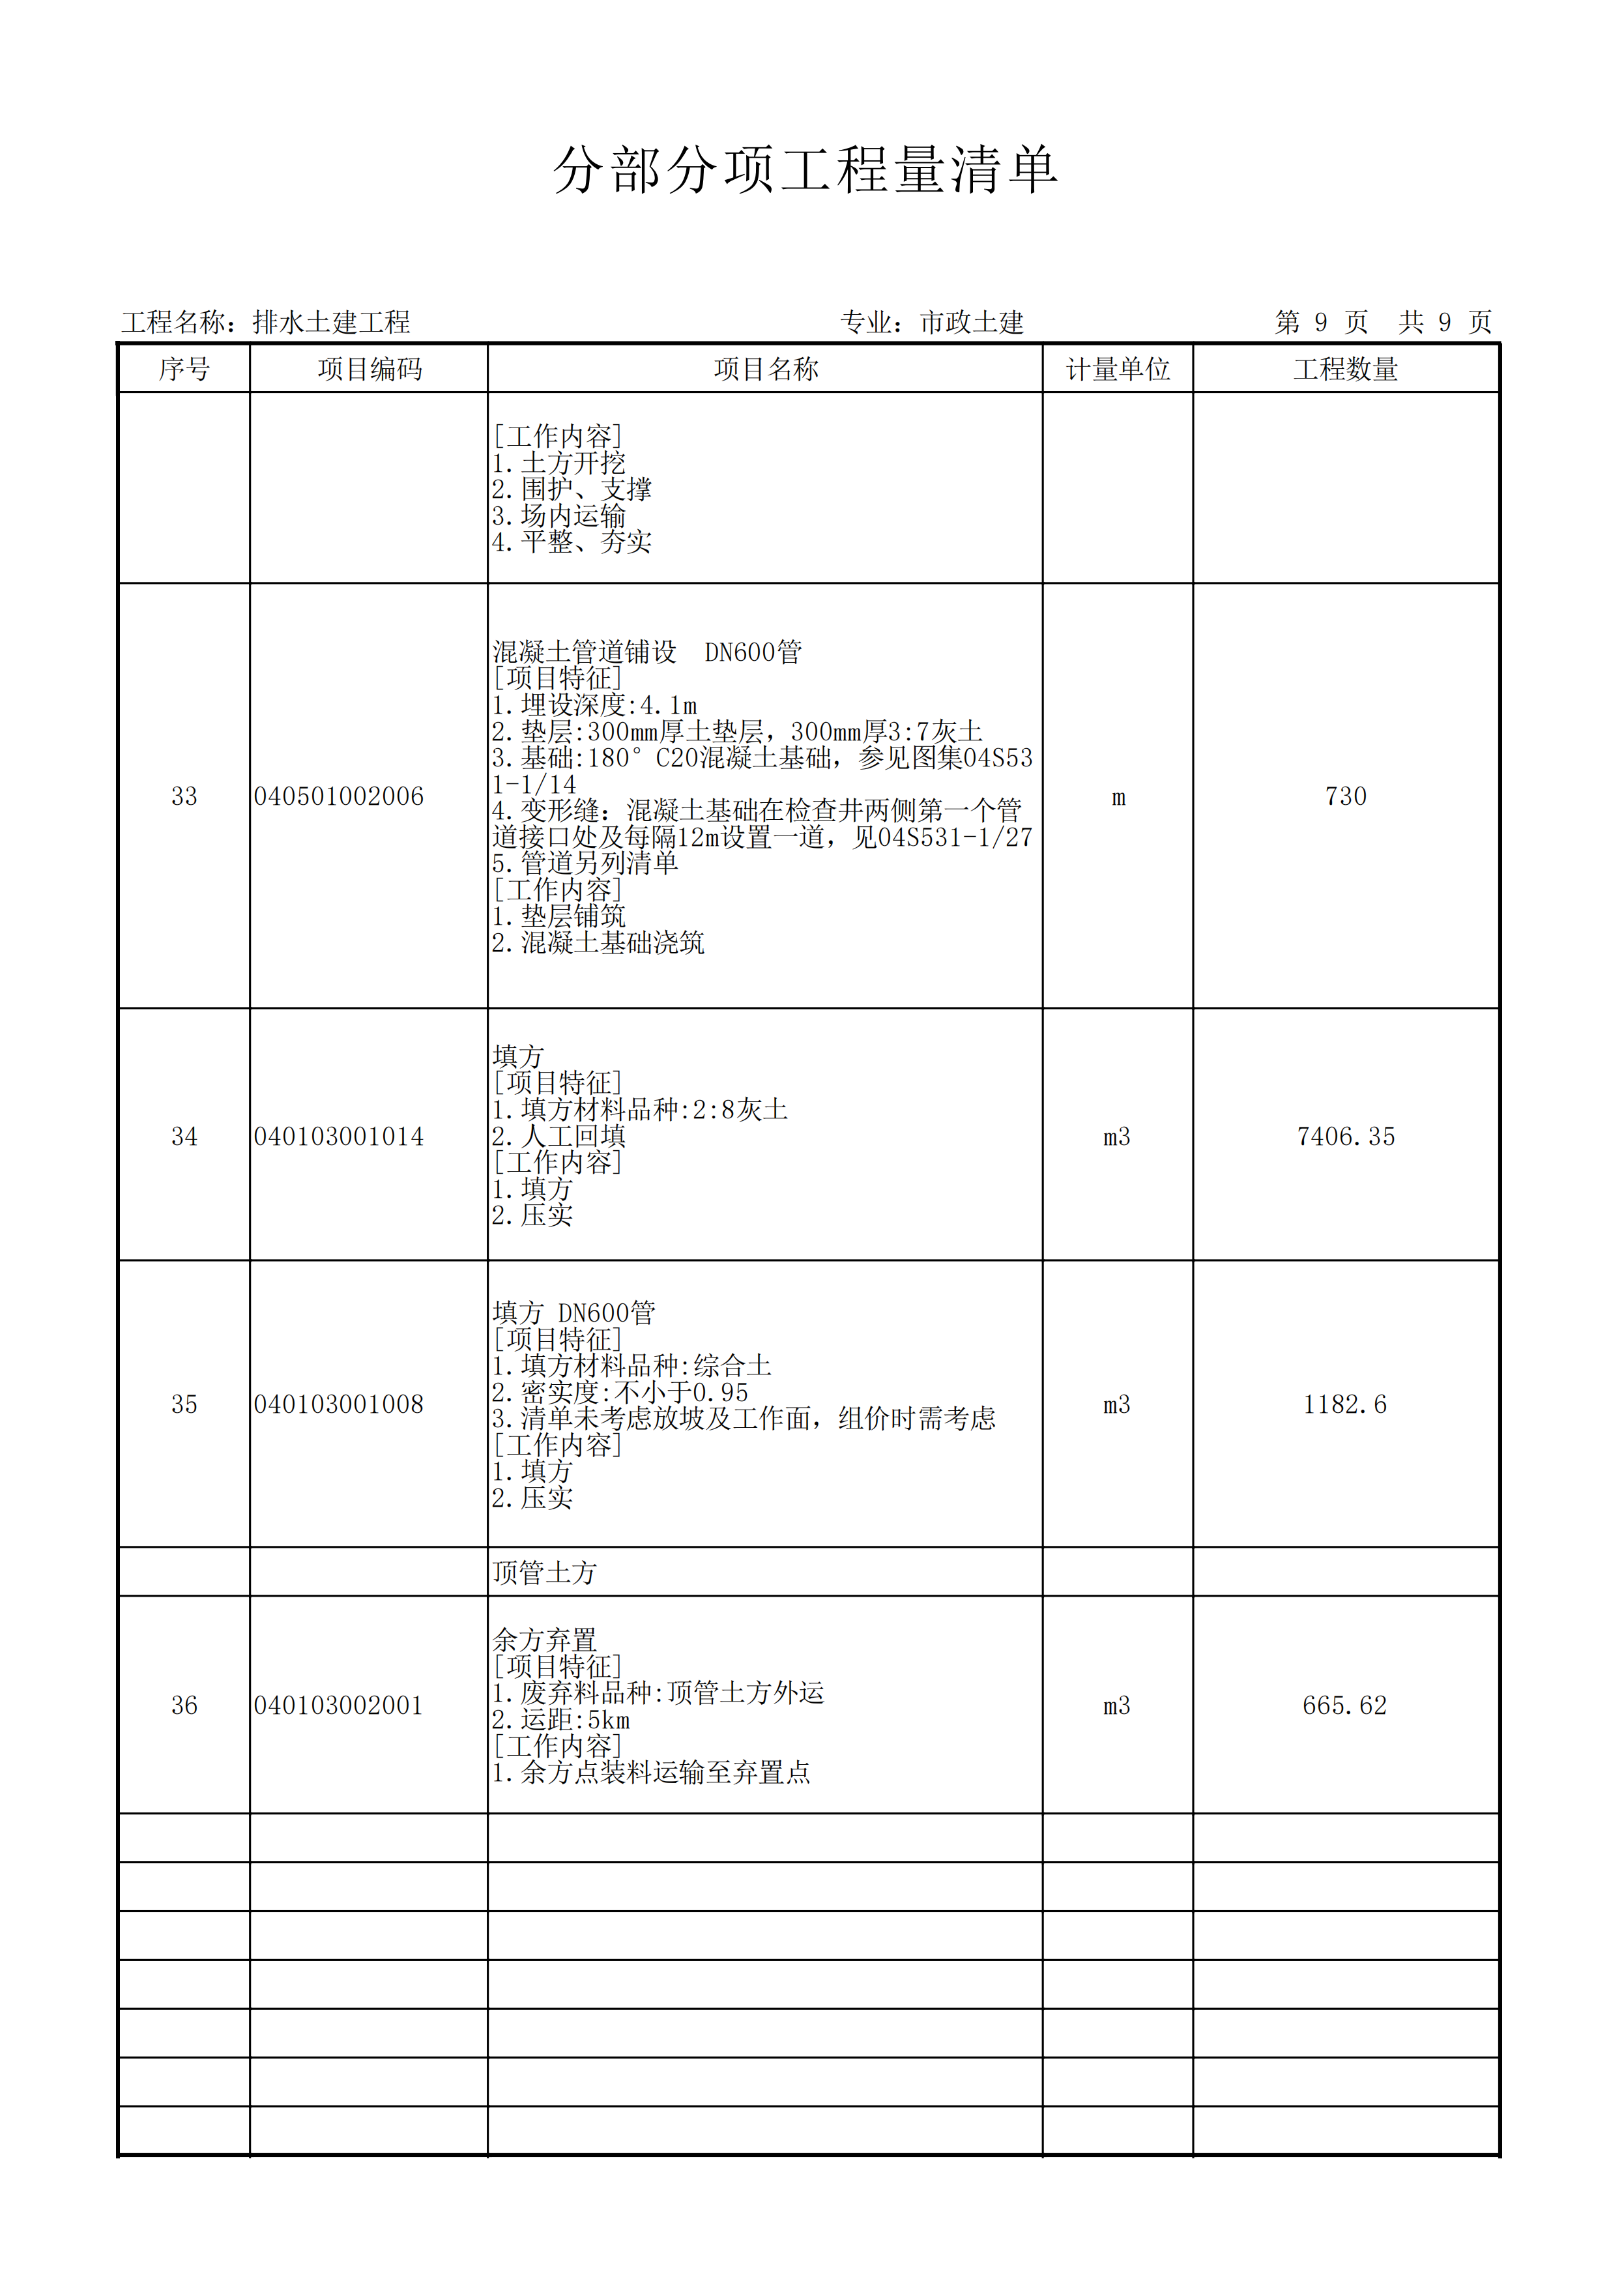 分部分项工程量清单
工程名称：排水土建工程 专业：市政土建 第 9 页 共 9 页
序号 项目编码 项目名称 计量单位 工程数量
[工作内容]
1.土方开挖
2.围护、支撑
3.场内运输
4.平整、夯实
33 040501002006 m 730
混凝土管道铺设 DN600管
[项目特征]
1.埋设深度:4.1m
2.垫层:300mm厚土垫层，300mm厚3:7灰土
3.基础:180°C20混凝土基础，参见图集04S53
1-1/14
4.变形缝：混凝土基础在检查井两侧第一个管
道接口处及每隔12m设置一道，见04S531-1/27
5.管道另列清单
[工作内容]
1.垫层铺筑
2.混凝土基础浇筑
34 040103001014 m3 7406.35
填方
[项目特征]
1.填方材料品种:2:8灰土
2.人工回填
[工作内容]
1.填方
2.压实
35 040103001008 m3 1182.6
填方 DN600管
[项目特征]
1.填方材料品种:综合土
2.密实度:不小于0.95
3.清单未考虑放坡及工作面，组价时需考虑
[工作内容]
1.填方
2.压实
顶管土方
36 040103002001 m3 665.62
余方弃置
[项目特征]
1.废弃料品种:顶管土方外运
2.运距:5km
[工作内容]
1.余方点装料运输至弃置点